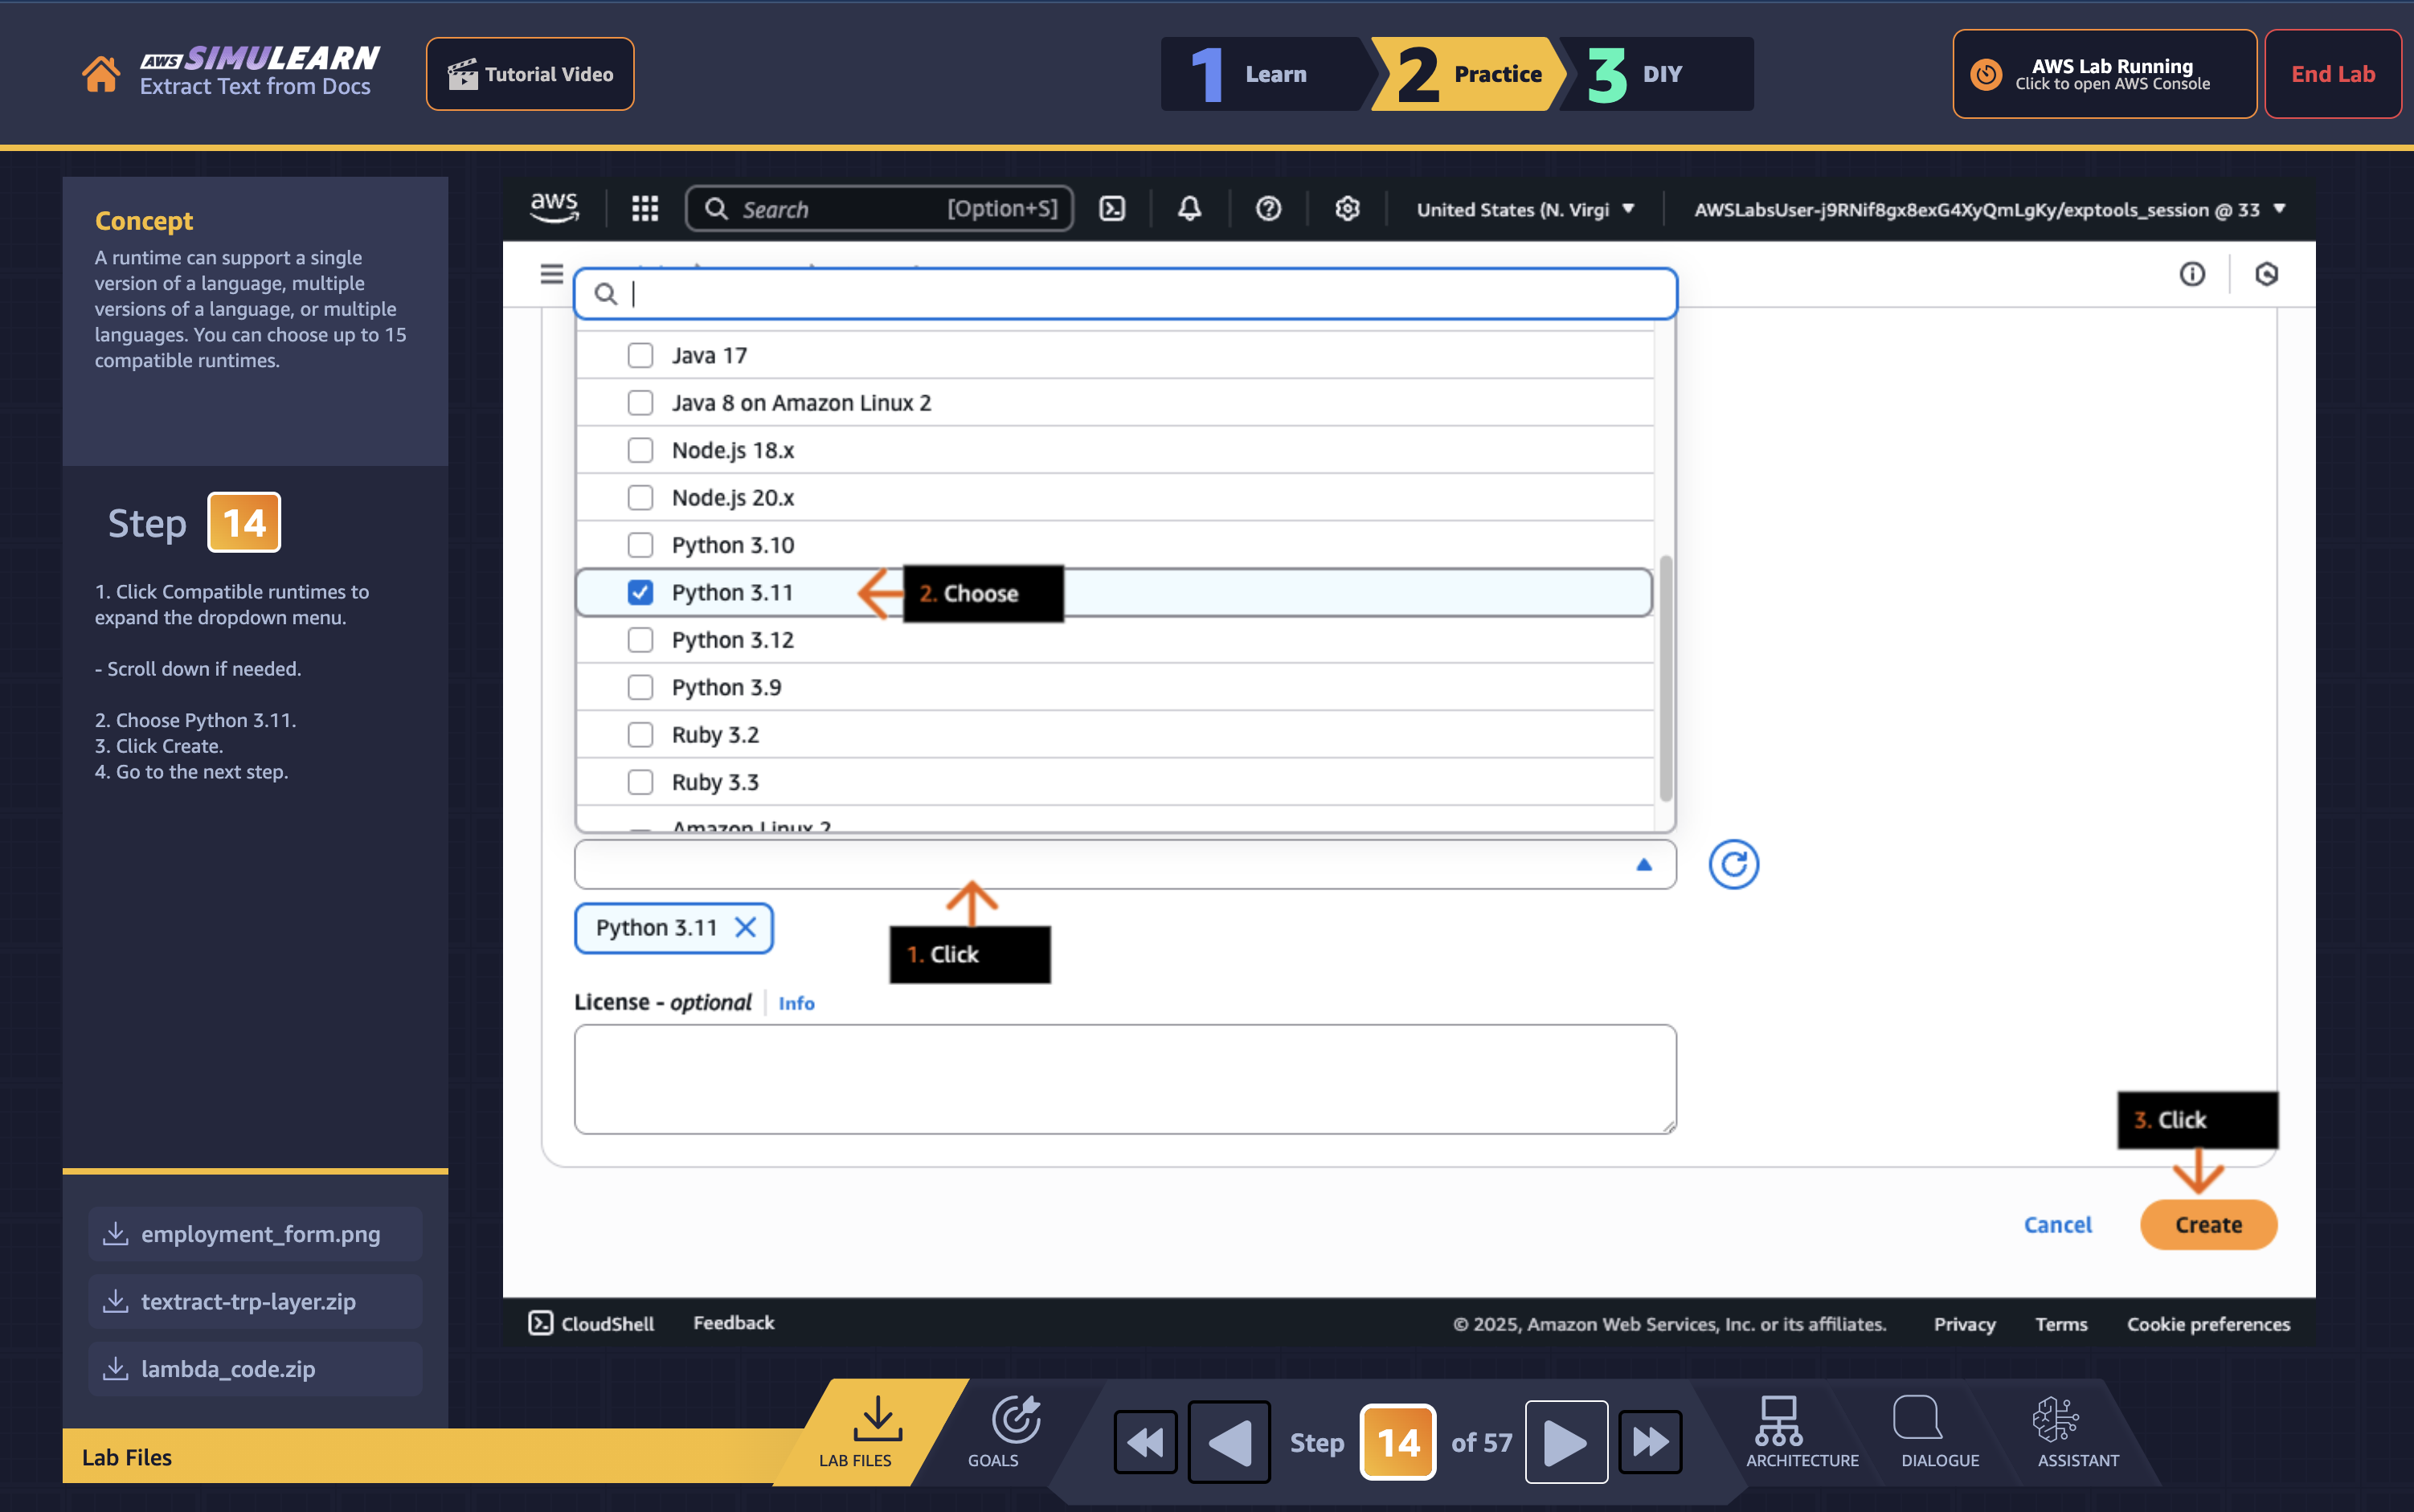 aws SIMULEARN
Extract Text from Docs
Tutorial Video
1 Learn
2 Practice
3 DIY
AWS Lab Running
Click to open AWS Console
End Lab
Concept
A runtime can support a single
version of a language, multiple
versions of a language, or multiple
languages. You can choose up to 15
compatible runtimes.
Step 14
1. Click Compatible runtimes to
expand the dropdown menu.
- Scroll down if needed.
2. Choose Python 3.11.
3. Click Create.
4. Go to the next step.
employment_form.png
textract-trp-layer.zip
lambda_code.zip
Lab Files
aws
Search [Option+S]
United States (N. Virgi
AWSLabsUser-j9RNif8gx8exG4XyQmLgKy/exptools_session @ 33
Java 17
Java 8 on Amazon Linux 2
Node.js 18.x
Node.js 20.x
Python 3.10
Python 3.11
2. Choose
Python 3.12
Python 3.9
Ruby 3.2
Ruby 3.3
Amazon Linux 2
Python 3.11
1. Click
License - optional Info
3. Click
Cancel
Create
CloudShell
Feedback
© 2025, Amazon Web Services, Inc. or its affiliates.
Privacy
Terms
Cookie preferences
LAB FILES
GOALS
Step 14 of 57
ARCHITECTURE
DIALOGUE
ASSISTANT